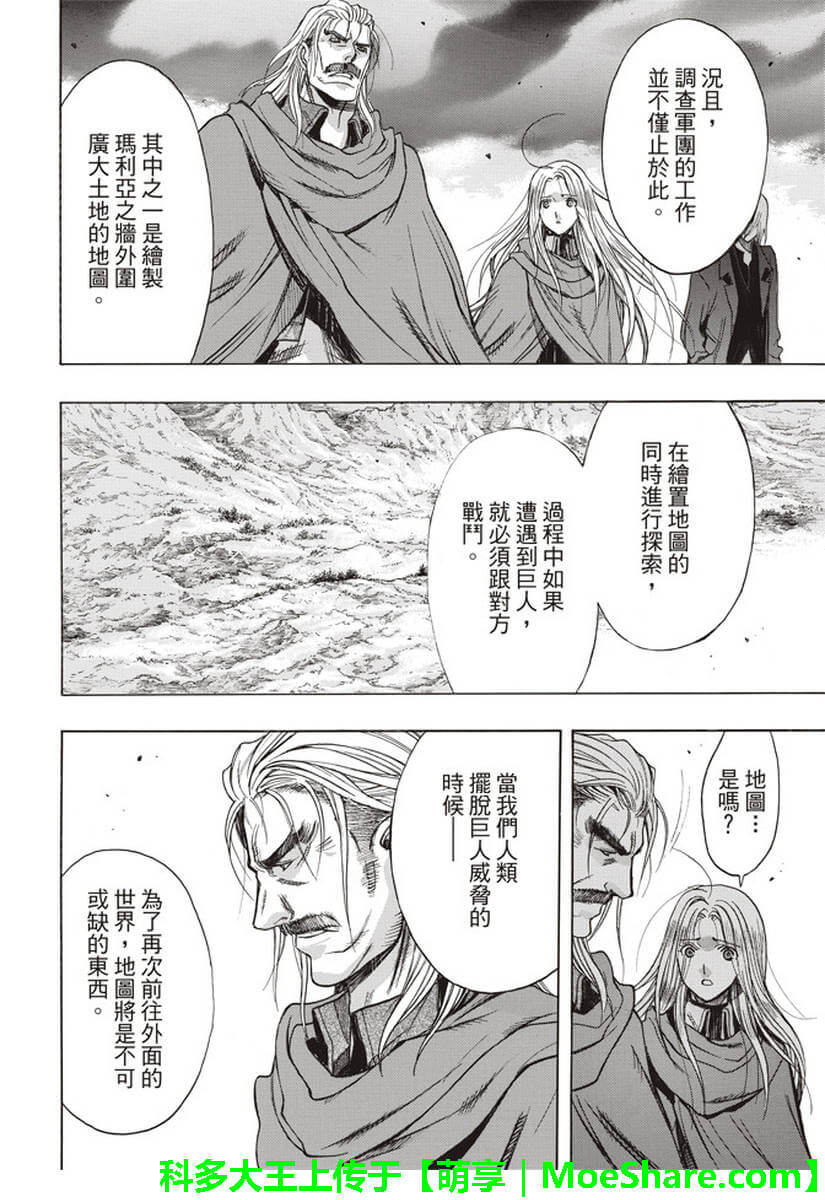 況且，
調查軍團的工作
並不僅止於此。
其中之一是繪製
瑪利亞之牆外圍
廣大土地的地圖。
在繪置地圖的
同時進行探索，
過程中如果
遭遇到巨人，
就必須跟對方
戰鬥。
地圖…
是嗎?
當我們人類
擺脫巨人威脅的
時候──
為了再次前往外面的
世界，地圖將是不可
或缺的東西。
科多大王上传于【萌享 | MoeShare.com】